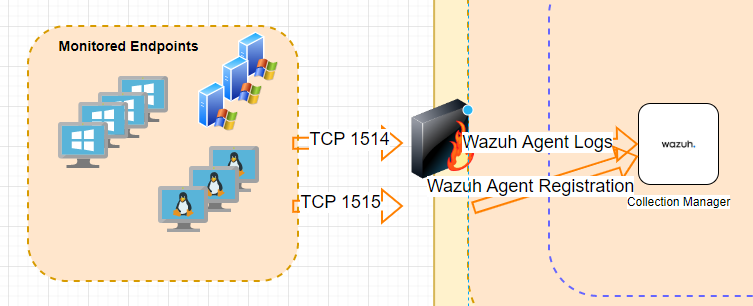 Monitored Endpoints
TCP 1514
Wazuh Agent Logs
wazuh.
TCP 1515
Wazuh Agent Registration
Collection Manager